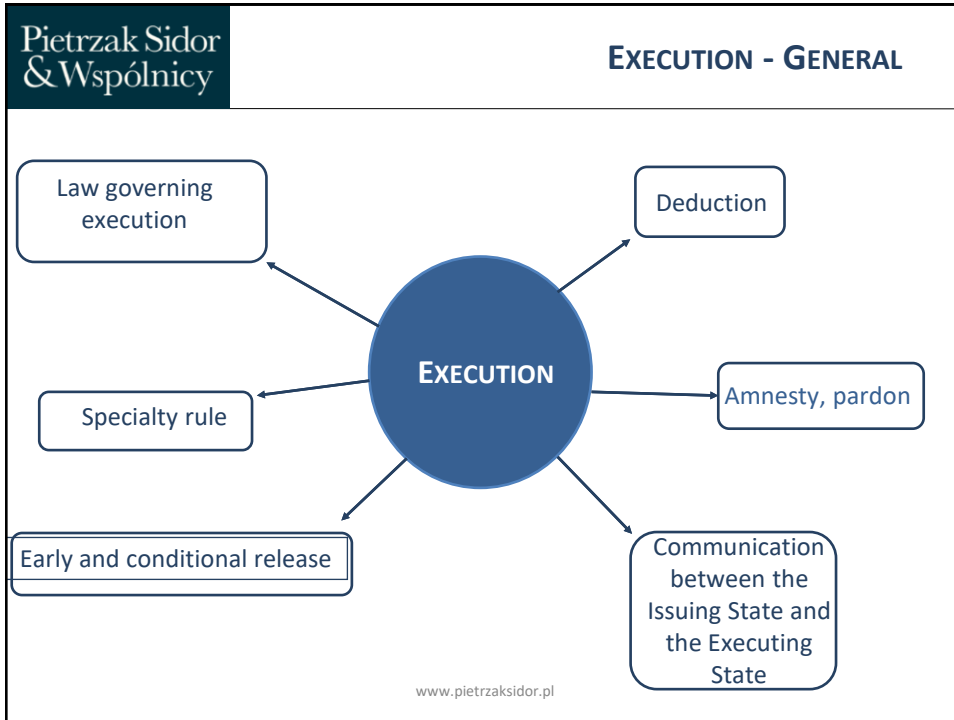 Pietrzak Sidor
& Wspólnicy
EXECUTION - GENERAL
Law governing
execution
Deduction
EXECUTION
Specialty rule
Amnesty, pardon
Early and conditional release
Communication
between the
Issuing State and
the Executing
State
www.pietrzaksidor.pl